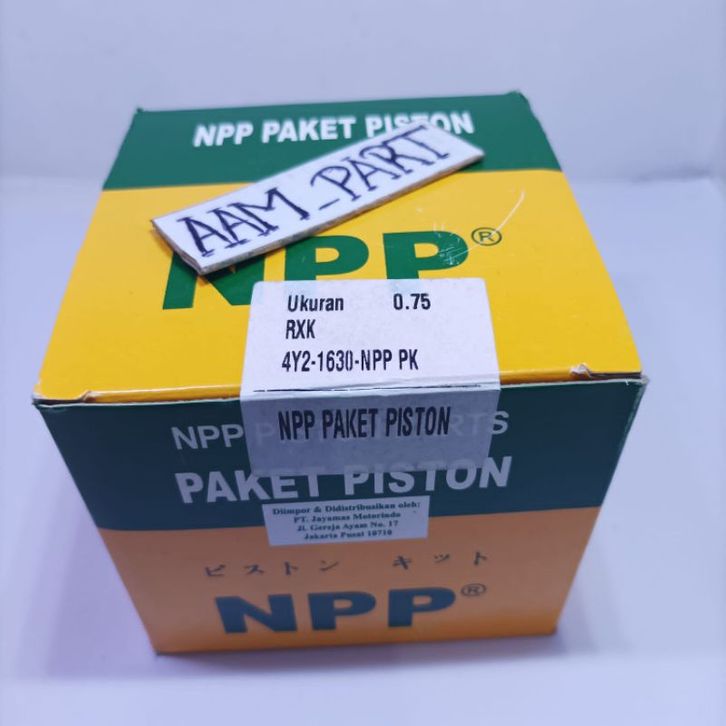 NPP PAKET PISTON
AAM_PART
NPP®
Ukuran 0.75
RXK
4Y2-1630-NPP PK
NPP PAKET PISTON
NPP PARTS
PAKET PISTON
Diimpor & Didistribusikan oleh:
PT. Jayamas Motorindo
Jl. Gereja Ayam No. 17
Jakarta Pusat 10710
ピストン キット
NPP®